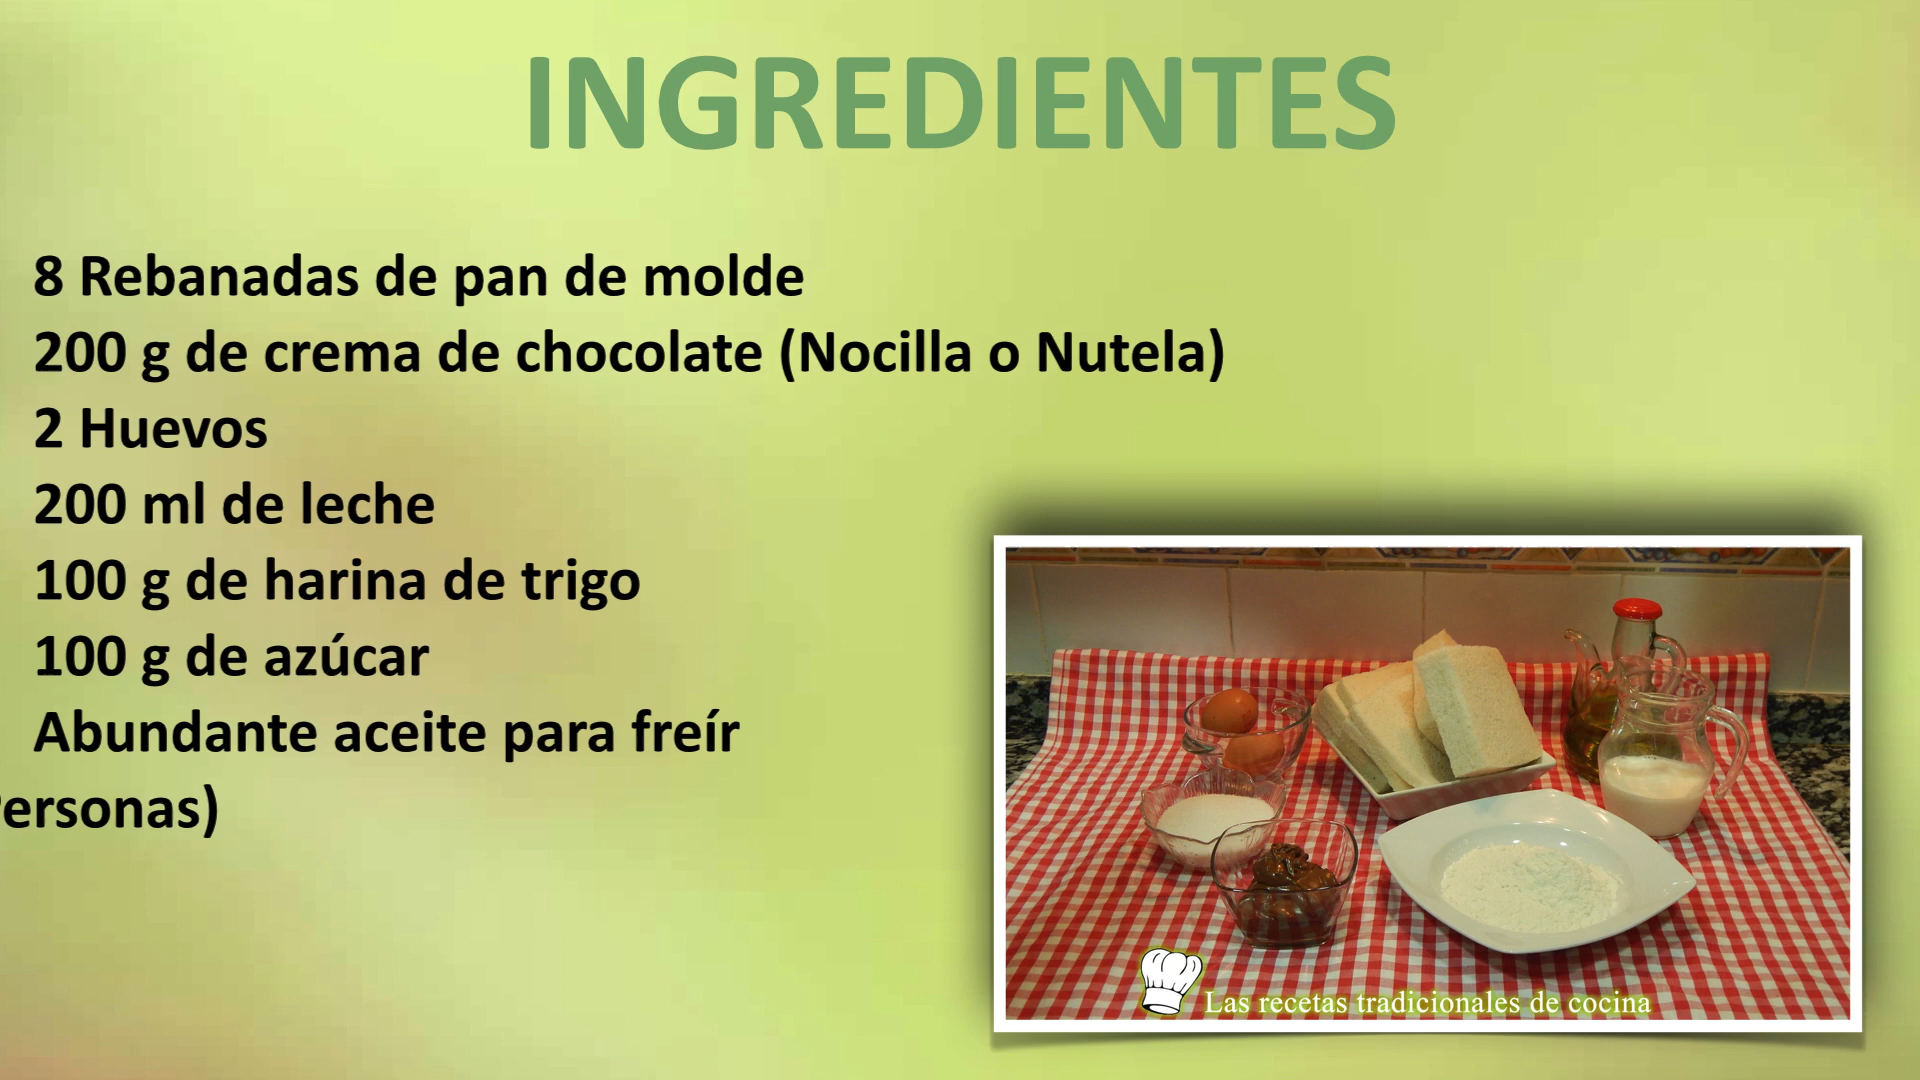 INGREDIENTES
8 Rebanadas de pan de molde
200 g de crema de chocolate (Nocilla o Nutela)
2 Huevos
200 ml de leche
100 g de harina de trigo
100 g de azúcar
Abundante aceite para freír
ersonas)
Las recetas tradicionales de cocina